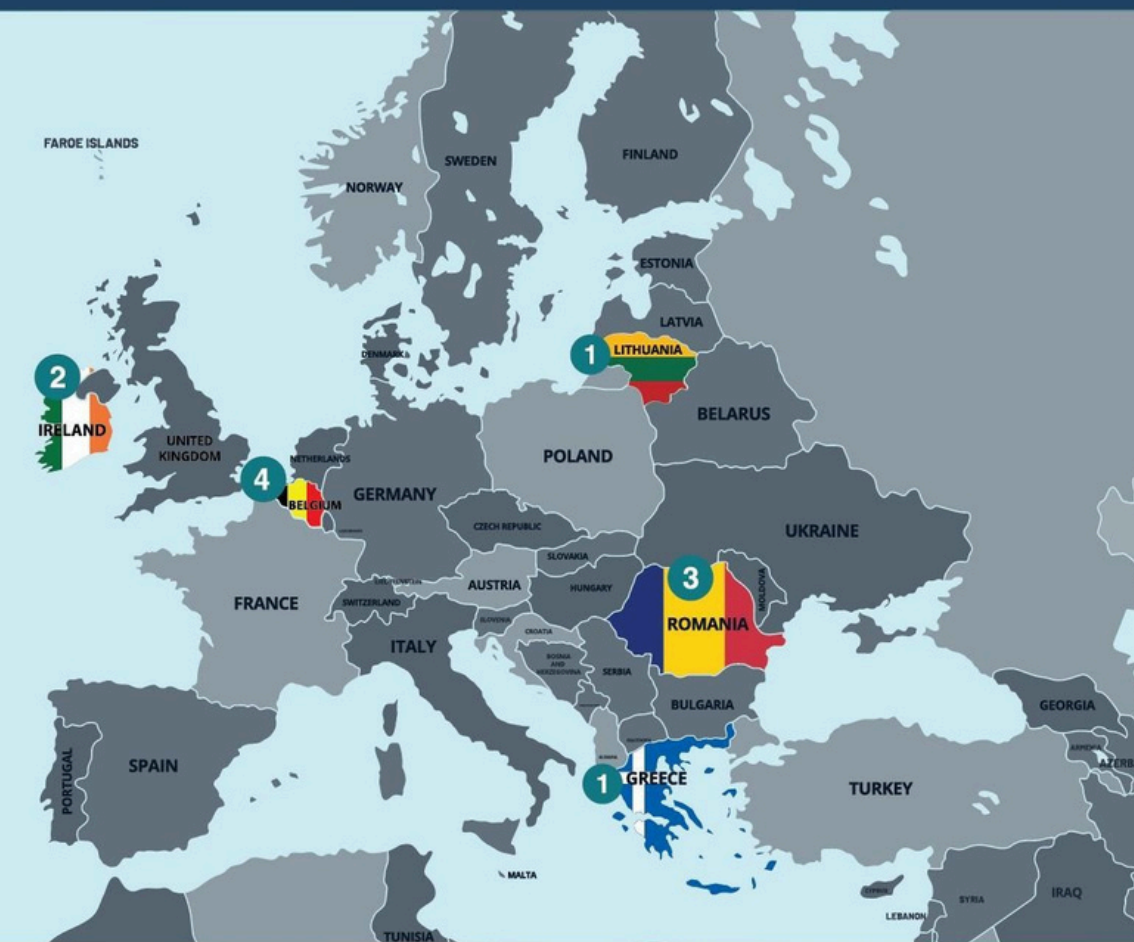 FAROE ISLANDS
SWEDEN
FINLAND
NORWAY
ESTONIA
LATVIA
1
LITHUANIA
DENMARK
2
IRELAND
BELARUS
UNITED
KINGDOM
POLAND
NETHERLANDS
4
BELGIUM
GERMANY
CZECH REPUBLIC
UKRAINE
SLOVAKIA
LIECHTENSTEIN
AUSTRIA
HUNGARY
3
MOLDOVA
FRANCE
SWITZERLAND
SLOVENIA
ROMANIA
CROATIA
ITALY
BOSNIA
AND
HERZEGOVINA
SERBIA
BULGARIA
GEORGIA
ARMENIA
AZERB
PORTUGAL
SPAIN
1
GREECE
TURKEY
MALTA
CYPRUS
SYRIA
IRAQ
LEBANON
TUNISIA